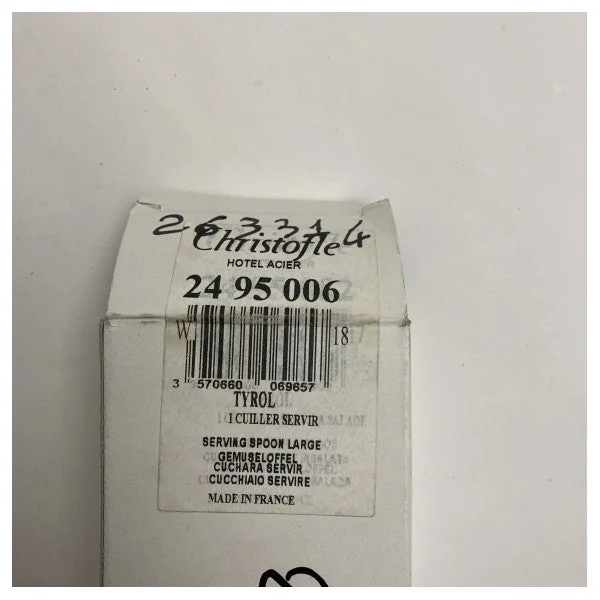 263314
Christofle
HOTEL ACIER
24 95 006
W 18
3 570660 069657
TYROL
1 CUILLER SERVIR
SERVING SPOON LARGE
GEMUSELOFFEL
CUCHARA SERVIR
CUCCHIAIO SERVIRE
MADE IN FRANCE